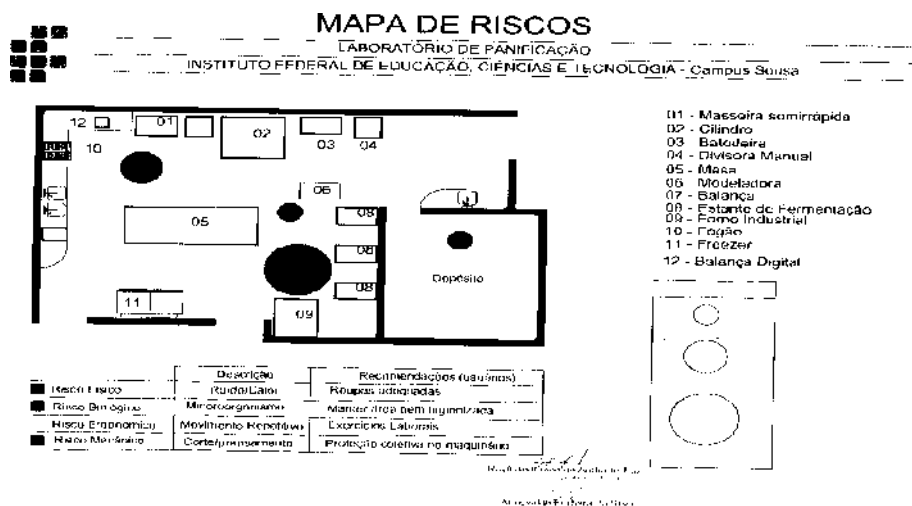 MAPA DE RISCOS
LABORATÓRIO DE PANIFICAÇÃO
INSTITUTO FEDERAL DE EDUCAÇÃO, CIÊNCIAS E TECNOLOGIA - Campus Sousa
12
01
02
03
04
10
06
05
08
08
08
11
09
Depósito
01 - Masseira semirrápida
02 - Cilindro
03 - Batedeira
04 - Divisora Manual
05 - Mesa
06 - Modeladora
07 - Balança
08 - Estante de Fermentação
09 - Forno Industrial
10 - Fogão
11 - Freezer
12 - Balança Digital
Descrição Recomendações (usuários)
Risco Físico Ruído/Calor Roupas adequadas
Risco Biológico Microorganismo Manter área bem higienizada
Risco Ergonomico Movimento Repetitivo Exercícios Laborais
Risco Mecânico Corte/prensamento Proteção coletiva no maquinário